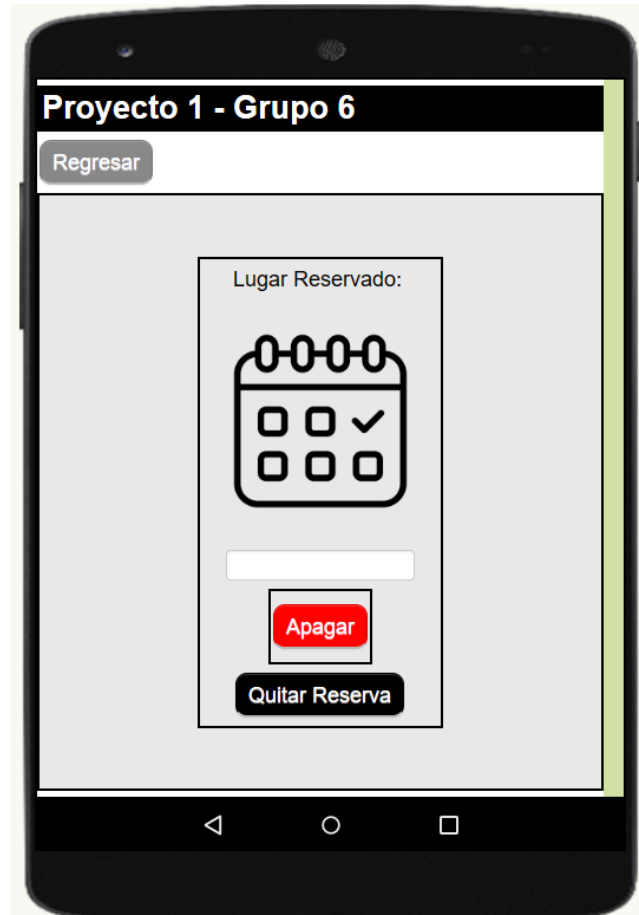 Proyecto 1 - Grupo 6
Regresar
Lugar Reservado:
Apagar
Quitar Reserva